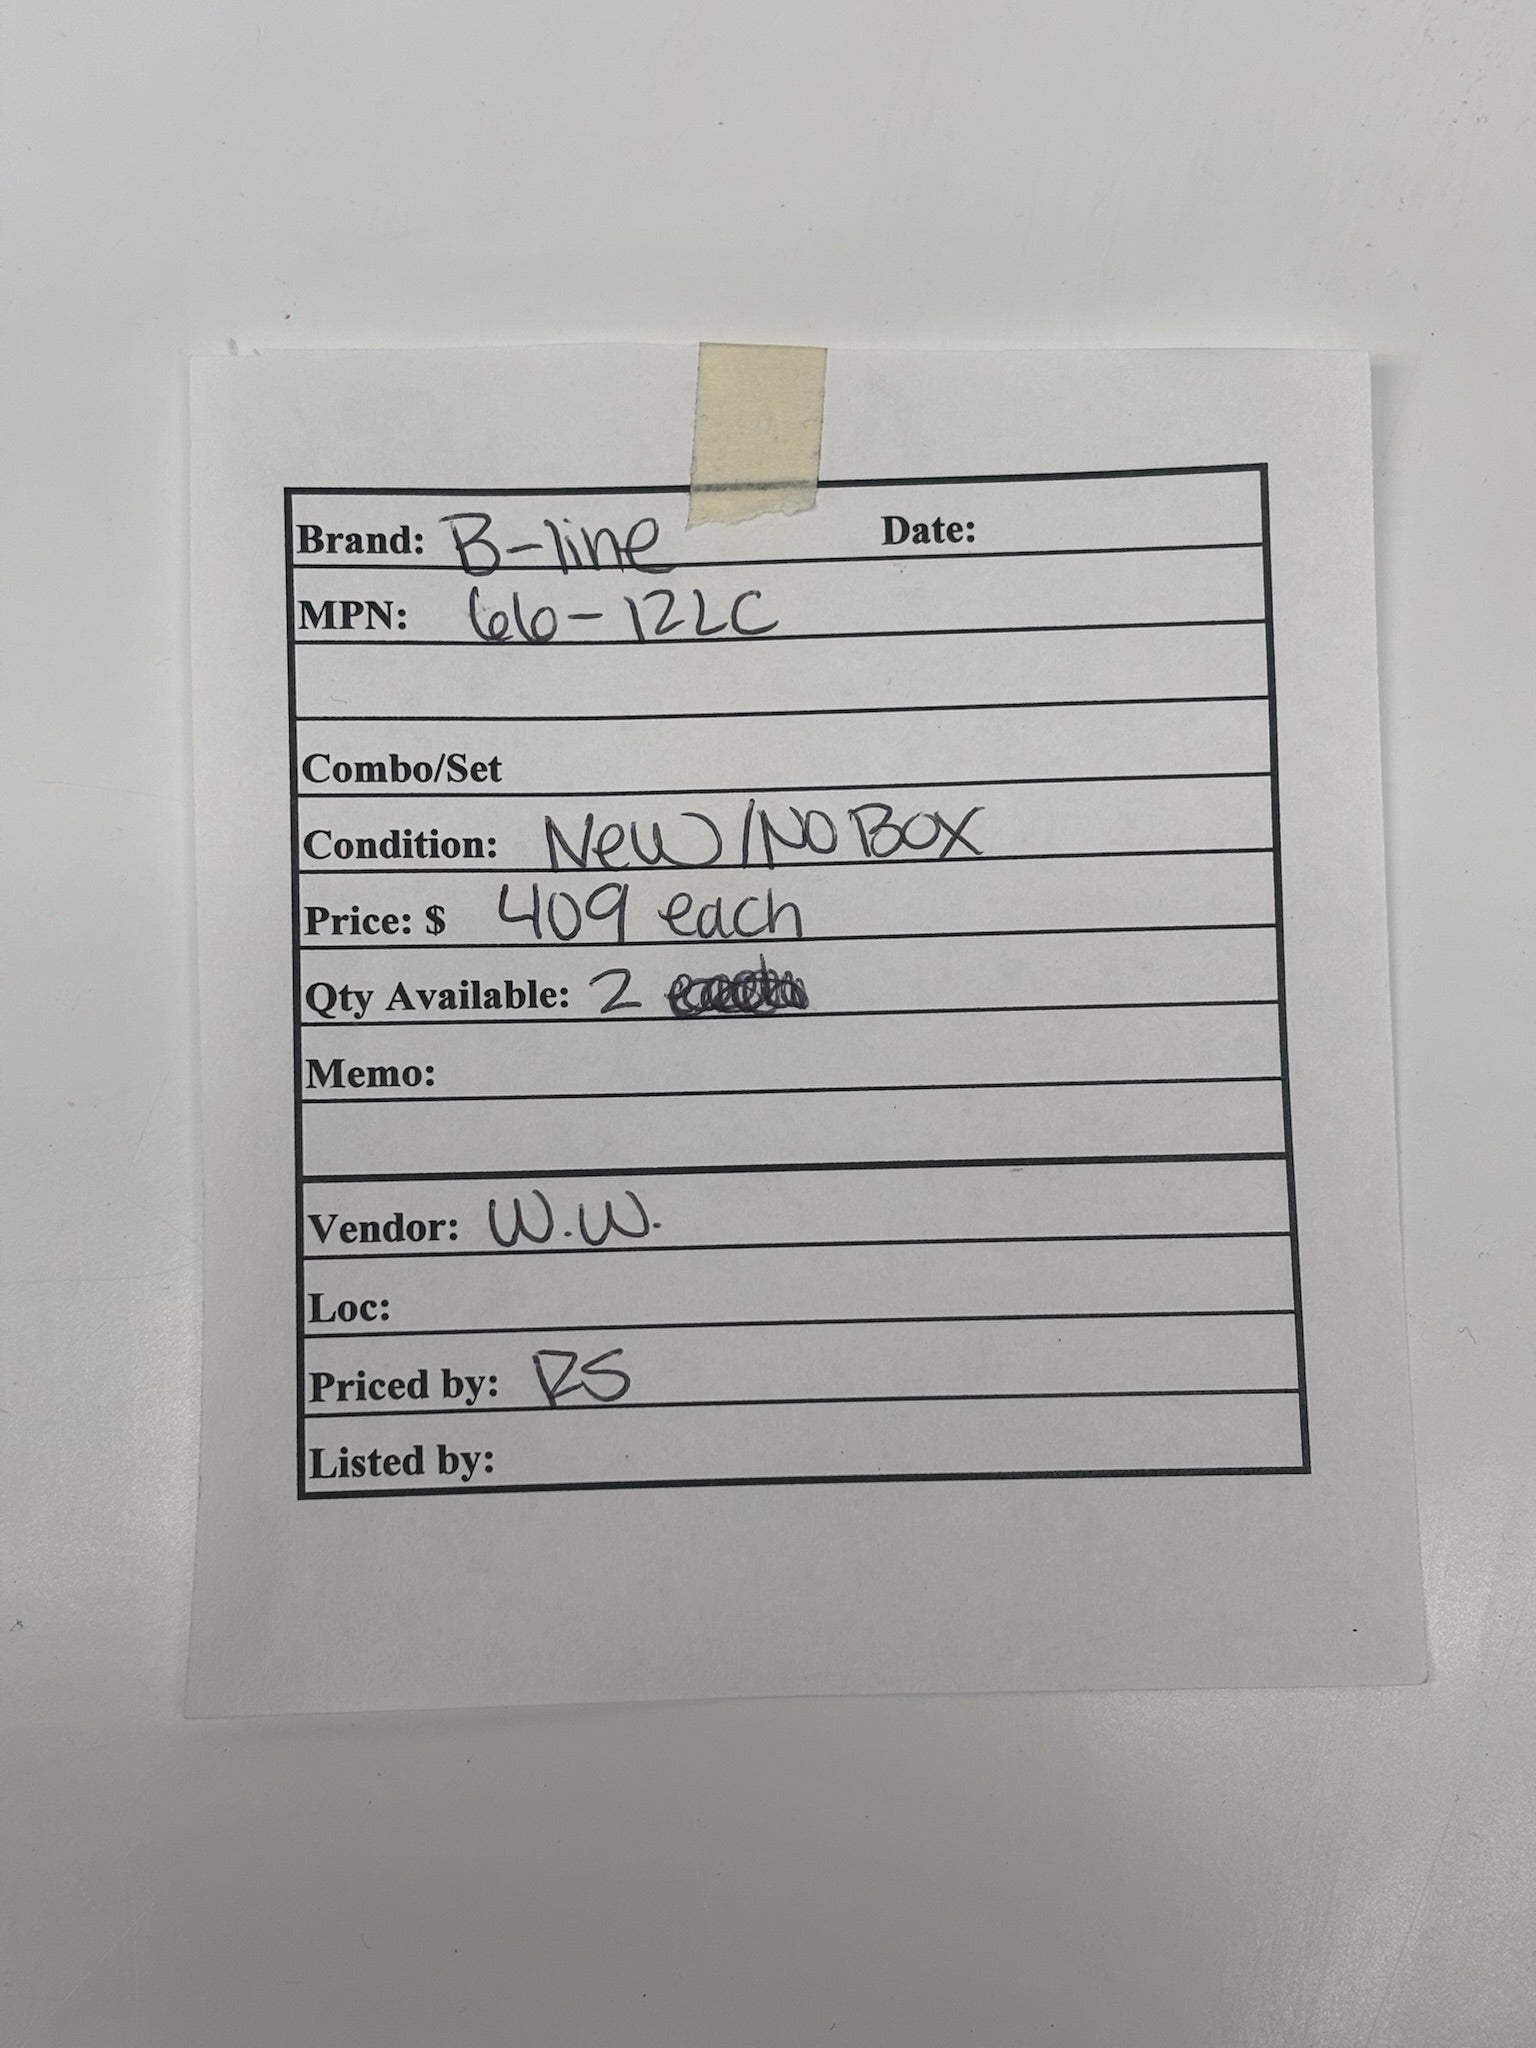 Brand: B-line Date:
MPN: 66-12LC
Combo/Set
Condition: New/No Box
Price: $ 409 each
Qty Available: 2
Memo:
Vendor: W.W.
Loc:
Priced by: RS
Listed by: